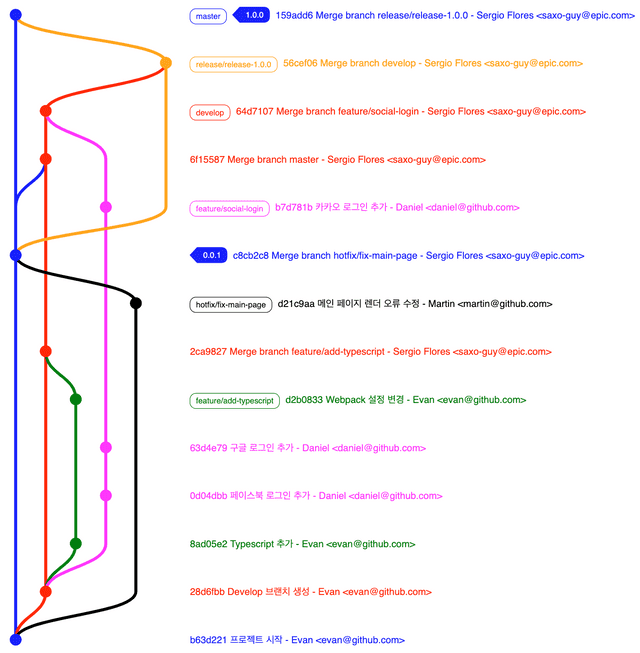 master 1.0.0 159add6 Merge branch release/release-1.0.0 - Sergio Flores <saxo-guy@epic.com>
release/release-1.0.0 56cef06 Merge branch develop - Sergio Flores <saxo-guy@epic.com>
develop 64d7107 Merge branch feature/social-login - Sergio Flores <saxo-guy@epic.com>
6f15587 Merge branch master - Sergio Flores <saxo-guy@epic.com>
feature/social-login b7d781b 카카오 로그인 추가 - Daniel <daniel@github.com>
0.0.1 c8cb2c8 Merge branch hotfix/fix-main-page - Sergio Flores <saxo-guy@epic.com>
hotfix/fix-main-page d21c9aa 메인 페이지 렌더 오류 수정 - Martin <martin@github.com>
2ca9827 Merge branch feature/add-typescript - Sergio Flores <saxo-guy@epic.com>
feature/add-typescript d2b0833 Webpack 설정 변경 - Evan <evan@github.com>
63d4e79 구글 로그인 추가 - Daniel <daniel@github.com>
0d04dbb 페이스북 로그인 추가 - Daniel <daniel@github.com>
8ad05e2 Typescript 추가 - Evan <evan@github.com>
28d6fbb Develop 브랜치 생성 - Evan <evan@github.com>
b63d221 프로젝트 시작 - Evan <evan@github.com>